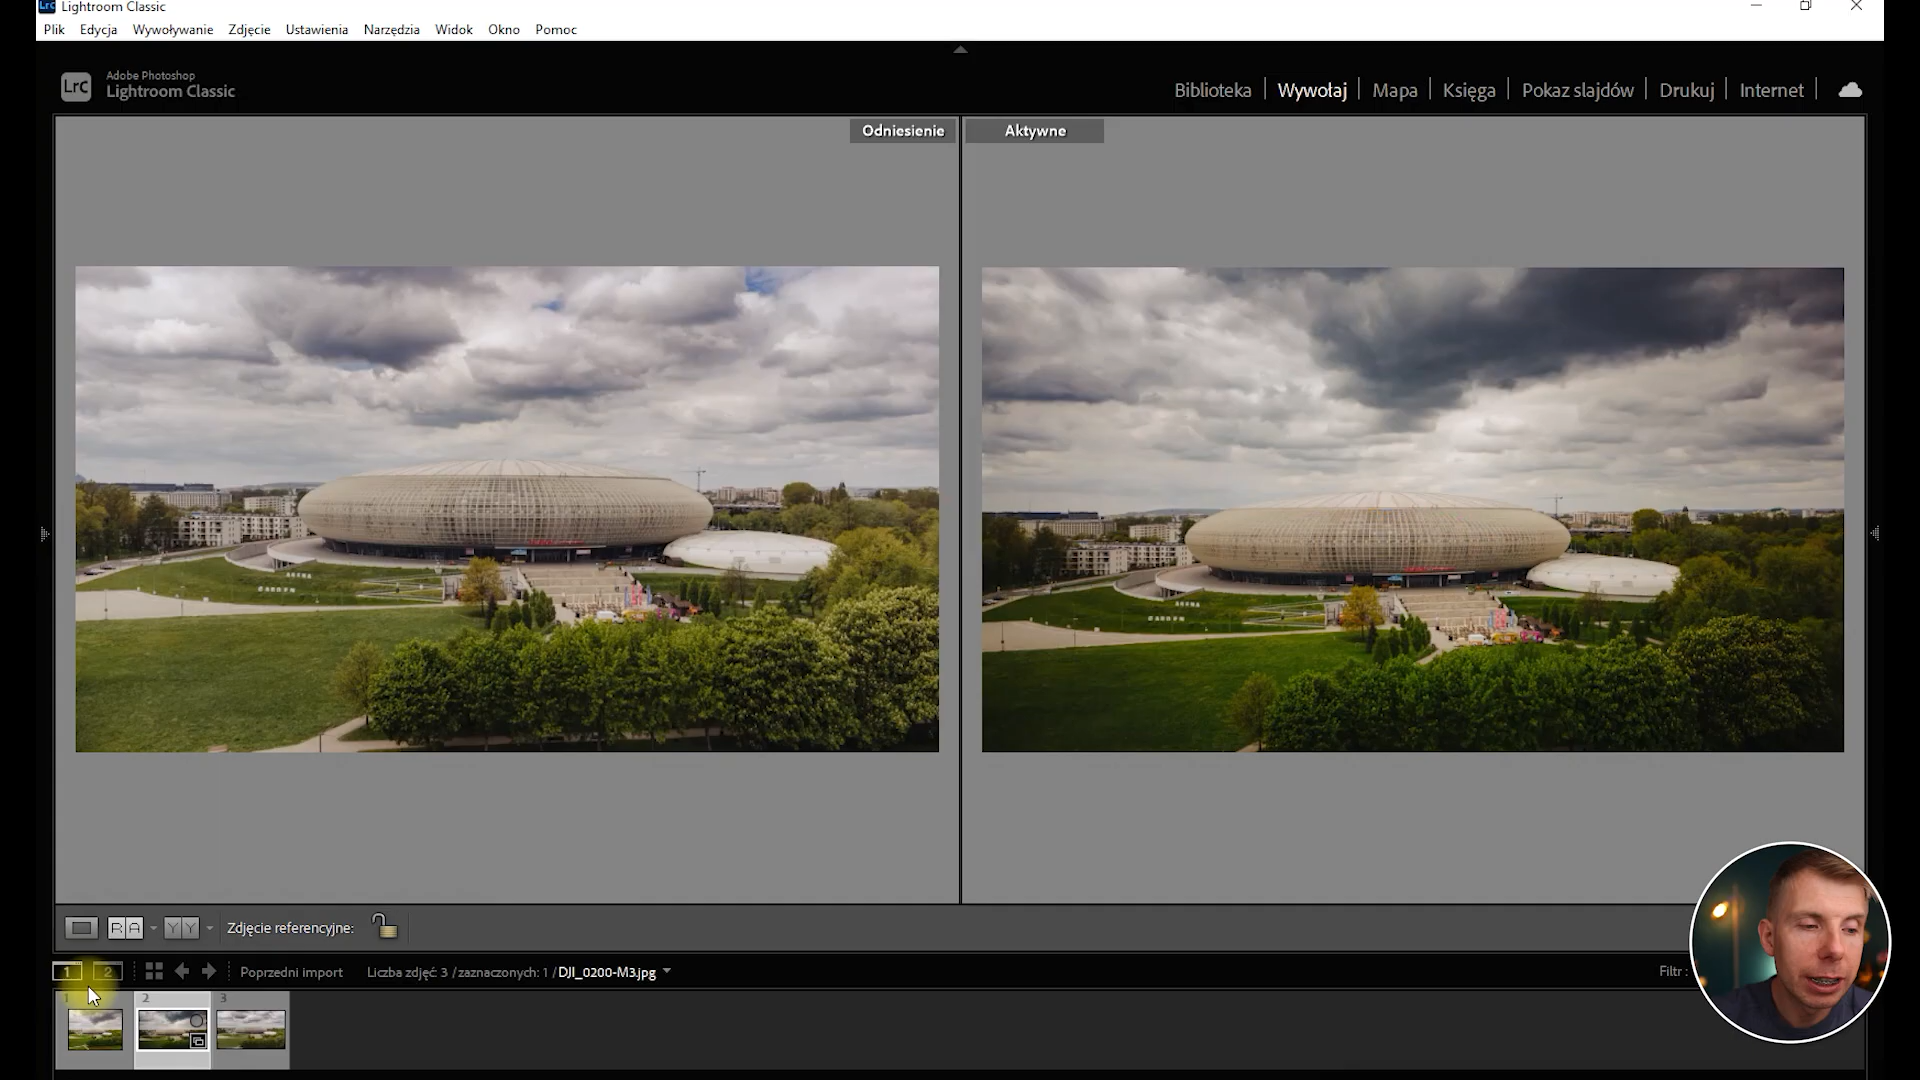 Lrc Lightroom Classic
Plik Edycja Wywoływanie Zdjęcie Ustawienia Narzędzia Widok Okno Pomoc
LrC
Adobe Photoshop
Lightroom Classic
Biblioteka | Wywołaj | Mapa | Księga | Pokaz slajdów | Drukuj | Internet |
Odniesienie
Aktywne
R A
Y Y
Zdjęcie referencyjne:
1
2
Poprzedni import
Liczba zdjęć: 3 / zaznaczonych: 1 / DJI_0200-M3.jpg
Filtr :
1
2
3